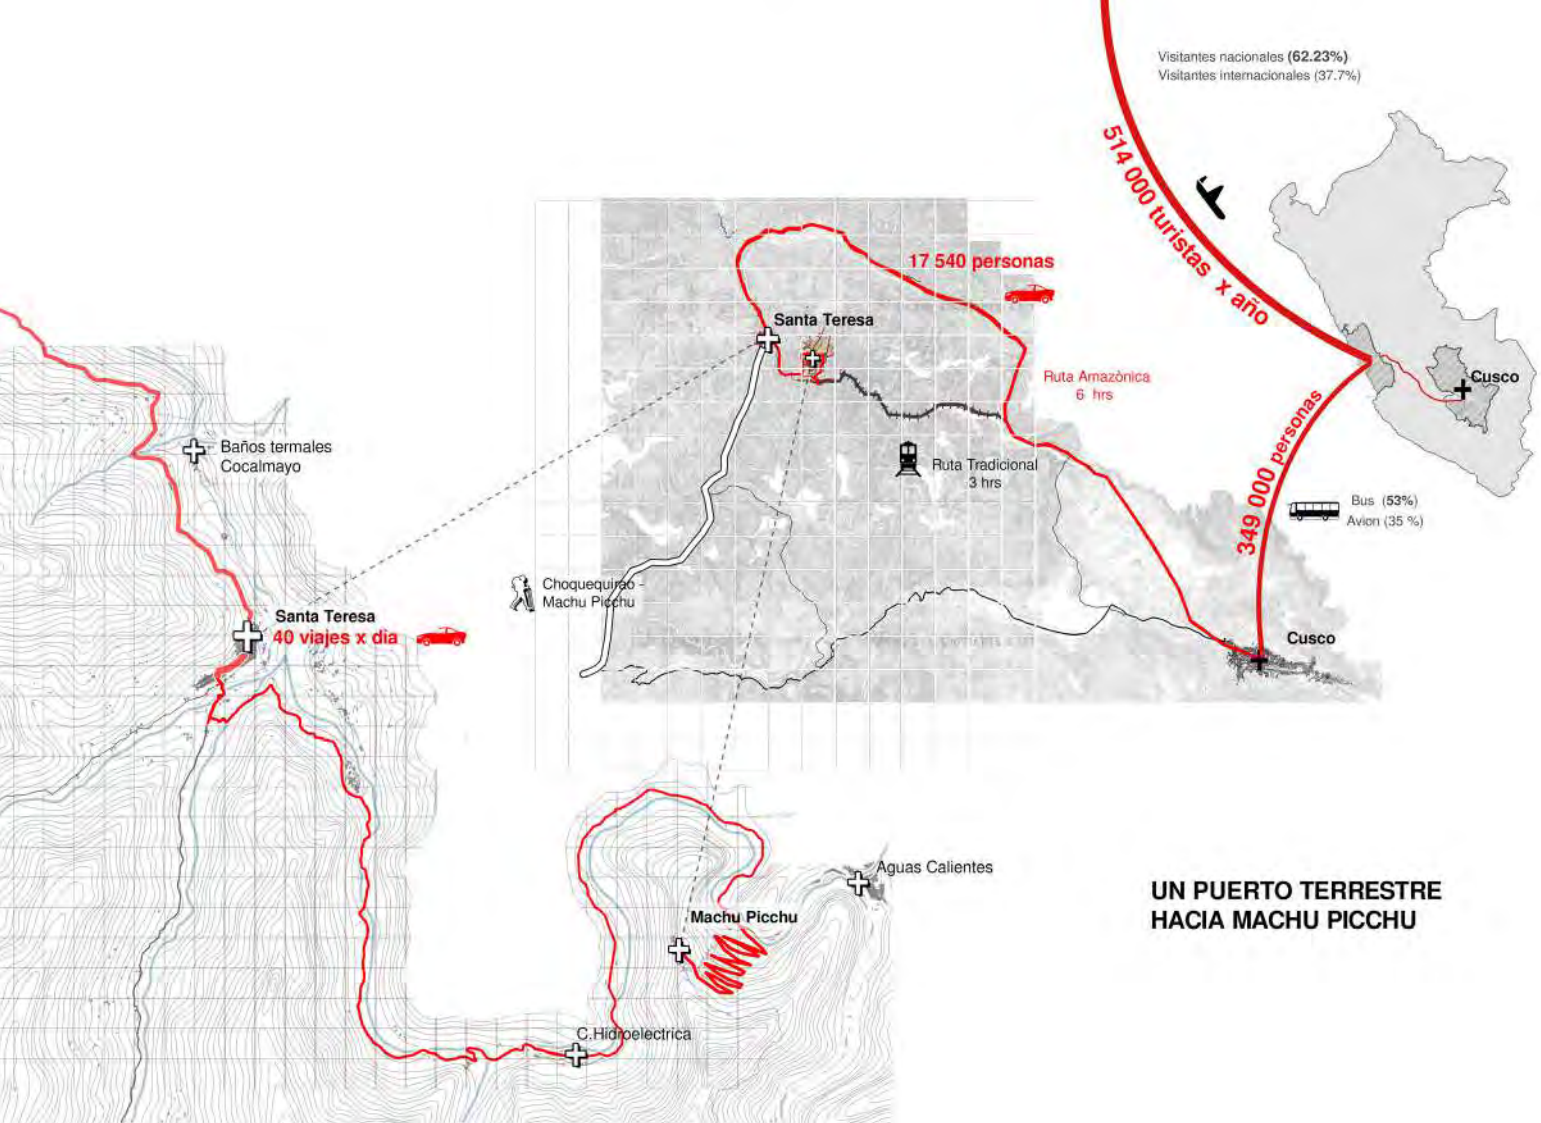 Visitantes nacionales (62.23%)
Visitantes internacionales (37.7%)
514 000 turistas x año
17 540 personas
Santa Teresa
Ruta Amazònica
6 hrs
Cusco
349 000 personas
Baños termales
Cocalmayo
Ruta Tradicional
3 hrs
Bus (53%)
Avion (35 %)
Choquequirao -
Machu Picchu
Santa Teresa
40 viajes x dia
Cusco
Aguas Calientes
UN PUERTO TERRESTRE
HACIA MACHU PICCHU
Machu Picchu
C.Hidroelectrica